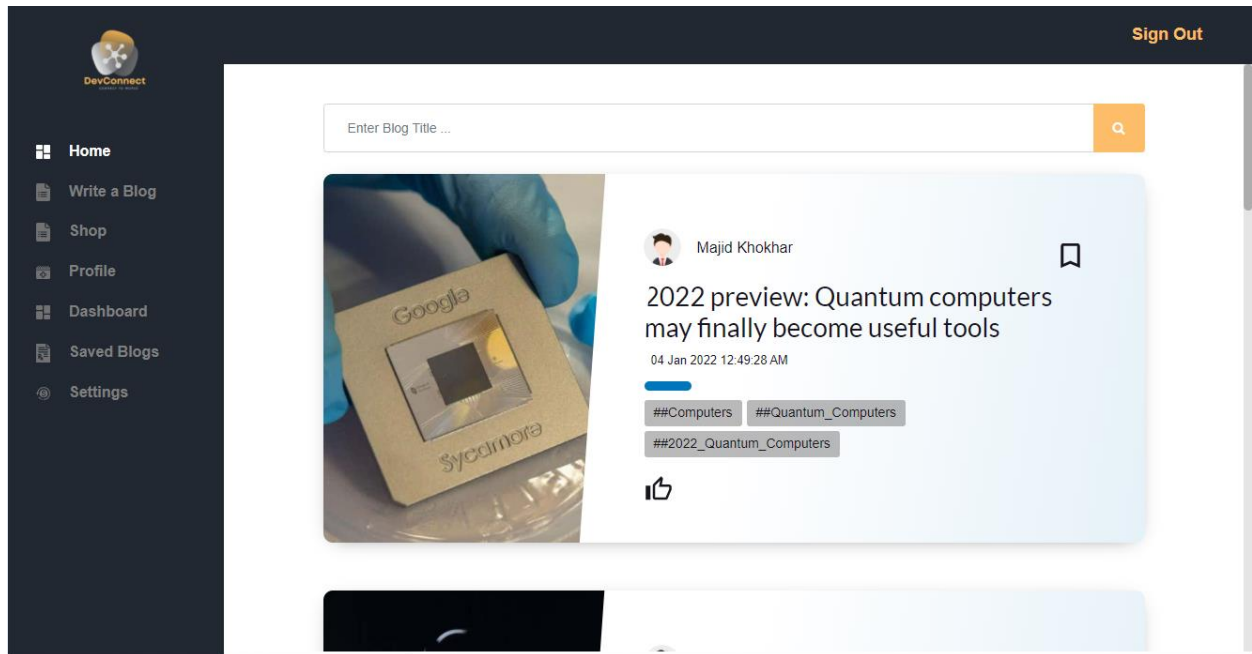 Sign Out
DevConnect
Enter Blog Title ...
Home
Write a Blog
Shop
Profile
Dashboard
Saved Blogs
Settings
Google
Sycamore
Majid Khokhar
2022 preview: Quantum computers
may finally become useful tools
04 Jan 2022 12:49:28 AM
##Computers ##Quantum_Computers
##2022_Quantum_Computers